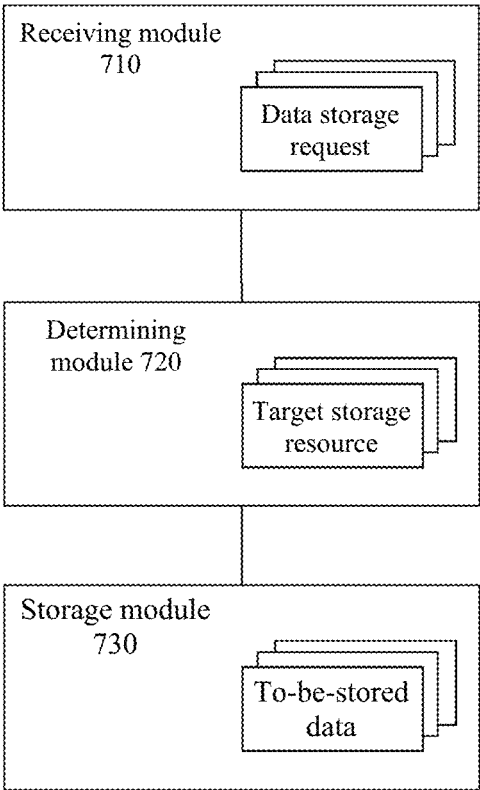 Receiving module
710
Data storage
request
Determining
module 720
Target storage
resource
Storage module
730
To-be-stored
data